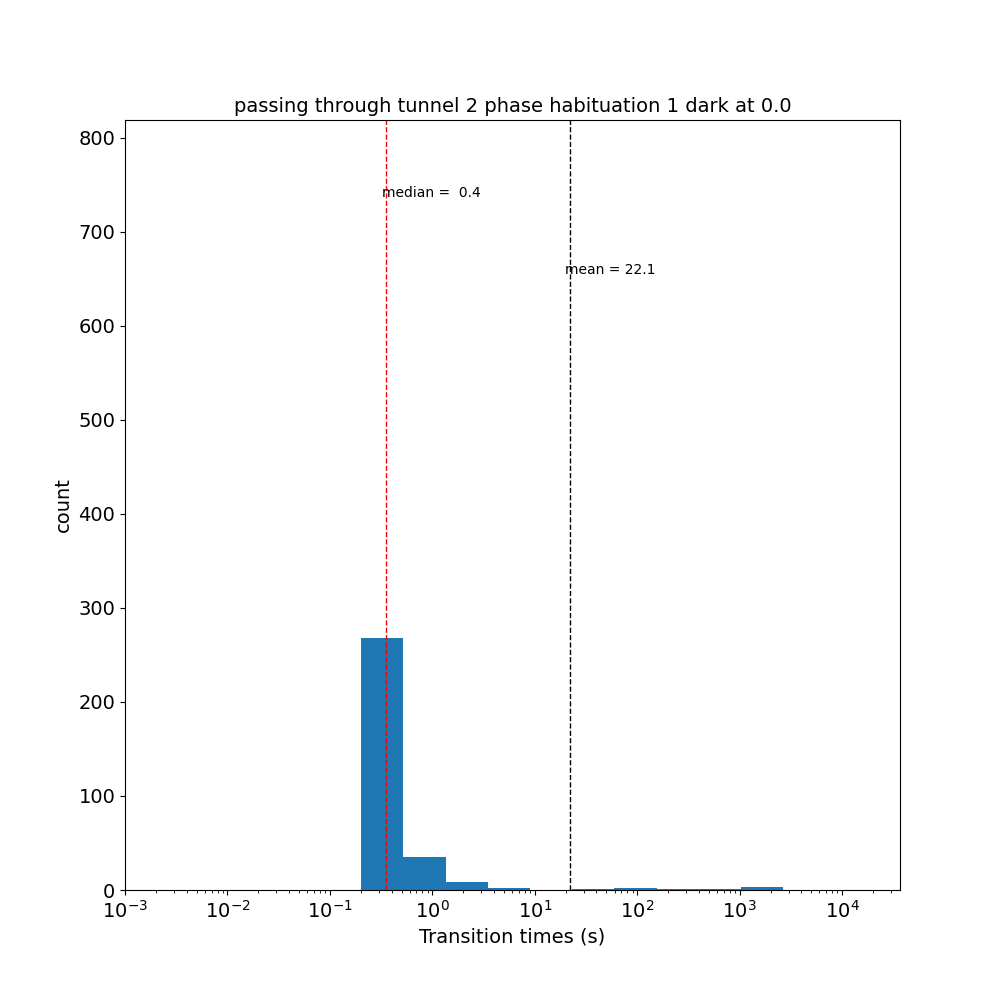 passing through tunnel 2 phase habituation 1 dark at 0.0
800
median =  0.4
700
mean = 22.1
600
500
count
400
300
200
100
0
10⁻³ 10⁻² 10⁻¹ 10⁰ 10¹ 10² 10³ 10⁴
Transition times (s)